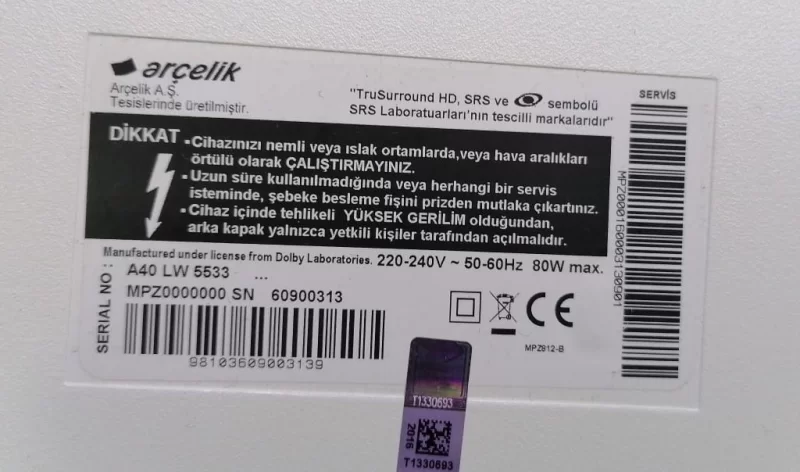 arçelik
Arçelik A.Ş.
Tesislerinde üretilmiştir.
"TruSurround HD, SRS ve sembolü
SRS Laboratuarları'nın tescilli markalarıdır"
SERVİS
DİKKAT
-Cihazınızı nemli veya ıslak ortamlarda,veya hava aralıkları
örtülü olarak ÇALIŞTIRMAYINIZ.
-Uzun süre kullanılmadığında veya herhangi bir servis
isteminde, şebeke besleme fişini prizden mutlaka çıkartınız.
-Cihaz içinde tehlikeli YÜKSEK GERİLİM olduğundan,
arka kapak yalnızca yetkili kişiler tarafından açılmalıdır.
Manufactured under license from Dolby Laboratories. 220-240V ~ 50-60Hz 80W max.
SERIAL NO :
A40 LW 5533 ...
MPZ0000000 SN 60900313
98103609003139
CE
MPZ912-B
T1330693
2016
T1330693